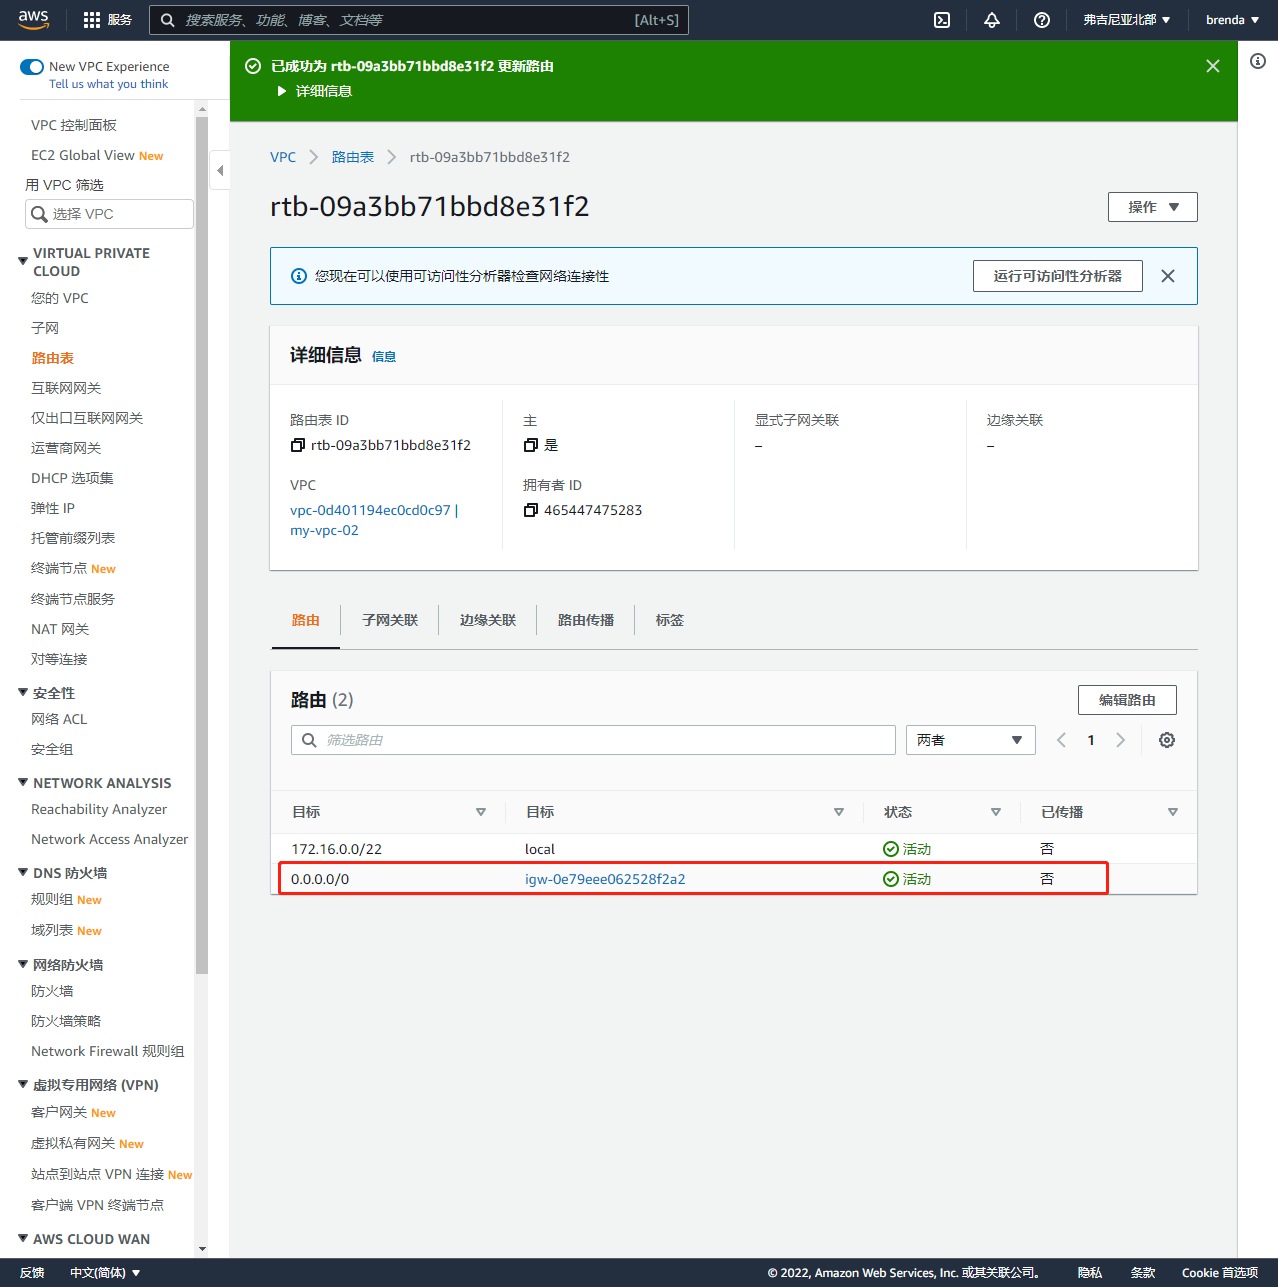 aws
服务
搜索服务、功能、博客、文档等
[Alt+S]
弗吉尼亚北部
brenda
New VPC Experience
Tell us what you think
VPC 控制面板
EC2 Global View New
用 VPC 筛选
选择 VPC
VIRTUAL PRIVATE
CLOUD
您的 VPC
子网
路由表
互联网网关
仅出口互联网网关
运营商网关
DHCP 选项集
弹性 IP
托管前缀列表
终端节点 New
终端节点服务
NAT 网关
对等连接
安全性
网络 ACL
安全组
NETWORK ANALYSIS
Reachability Analyzer
Network Access Analyzer
DNS 防火墙
规则组 New
域列表 New
网络防火墙
防火墙
防火墙策略
Network Firewall 规则组
虚拟专用网络 (VPN)
客户网关 New
虚拟私有网关 New
站点到站点 VPN 连接 New
客户端 VPN 终端节点
AWS CLOUD WAN
已成功为 rtb-09a3bb71bbd8e31f2 更新路由
详细信息
VPC
路由表
rtb-09a3bb71bbd8e31f2
rtb-09a3bb71bbd8e31f2
操作
您现在可以使用可访问性分析器检查网络连接性
运行可访问性分析器
详细信息 信息
路由表 ID
rtb-09a3bb71bbd8e31f2
主
是
显式子网关联
–
边缘关联
–
VPC
vpc-0d401194ec0cd0c97 |
my-vpc-02
拥有者 ID
465447475283
路由
子网关联
边缘关联
路由传播
标签
路由 (2)
编辑路由
筛选路由
两者
1
目标
目标
状态
已传播
172.16.0.0/22
local
活动
否
0.0.0.0/0
igw-0e79eee062528f2a2
活动
否
反馈
中文(简体)
© 2022, Amazon Web Services, Inc. 或其关联公司。
隐私
条款
Cookie 首选项